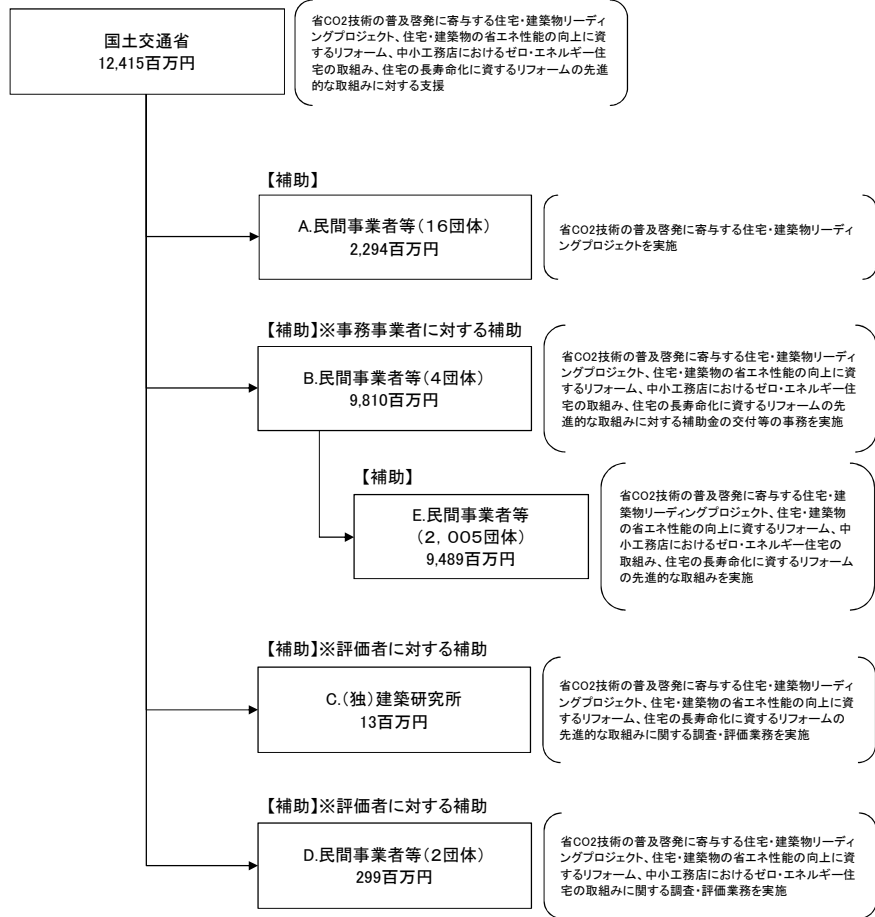 国土交通省
12,415百万円
省CO2技術の普及啓発に寄与する住宅・建築物リーディ
ングプロジェクト、住宅・建築物の省エネ性能の向上に資
するリフォーム、中小工務店におけるゼロ・エネルギー住
宅の取組み、住宅の長寿命化に資するリフォームの先進
的な取組みに対する支援
【補助】
A.民間事業者等(16団体)
2,294百万円
省CO2技術の普及啓発に寄与する住宅・建築物リーディ
ングプロジェクトを実施
【補助】※事務事業者に対する補助
B.民間事業者等(4団体)
9,810百万円
省CO2技術の普及啓発に寄与する住宅・建築物リーディ
ングプロジェクト、住宅・建築物の省エネ性能の向上に資
するリフォーム、中小工務店におけるゼロ・エネルギー住
宅の取組み、住宅の長寿命化に資するリフォームの先
進的な取組みに対する補助金の交付等の事務を実施
【補助】
E.民間事業者等
(2,005団体)
9,489百万円
省CO2技術の普及啓発に寄与する住宅・建
築物リーディングプロジェクト、住宅・建築物
の省エネ性能の向上に資するリフォーム、中
小工務店におけるゼロ・エネルギー住宅の
取組み、住宅の長寿命化に資するリフォーム
の先進的な取組みを実施
【補助】※評価者に対する補助
C.(独)建築研究所
13百万円
省CO2技術の普及啓発に寄与する住宅・建築物リーディ
ングプロジェクト、住宅・建築物の省エネ性能の向上に資
するリフォーム、住宅の長寿命化に資するリフォームの
先進的な取組みに関する調査・評価業務を実施
【補助】※評価者に対する補助
D.民間事業者等(2団体)
299百万円
省CO2技術の普及啓発に寄与する住宅・建築物リーディ
ングプロジェクト、住宅・建築物の省エネ性能の向上に資
するリフォーム、中小工務店におけるゼロ・エネルギー住
宅の取組みに関する調査・評価業務を実施